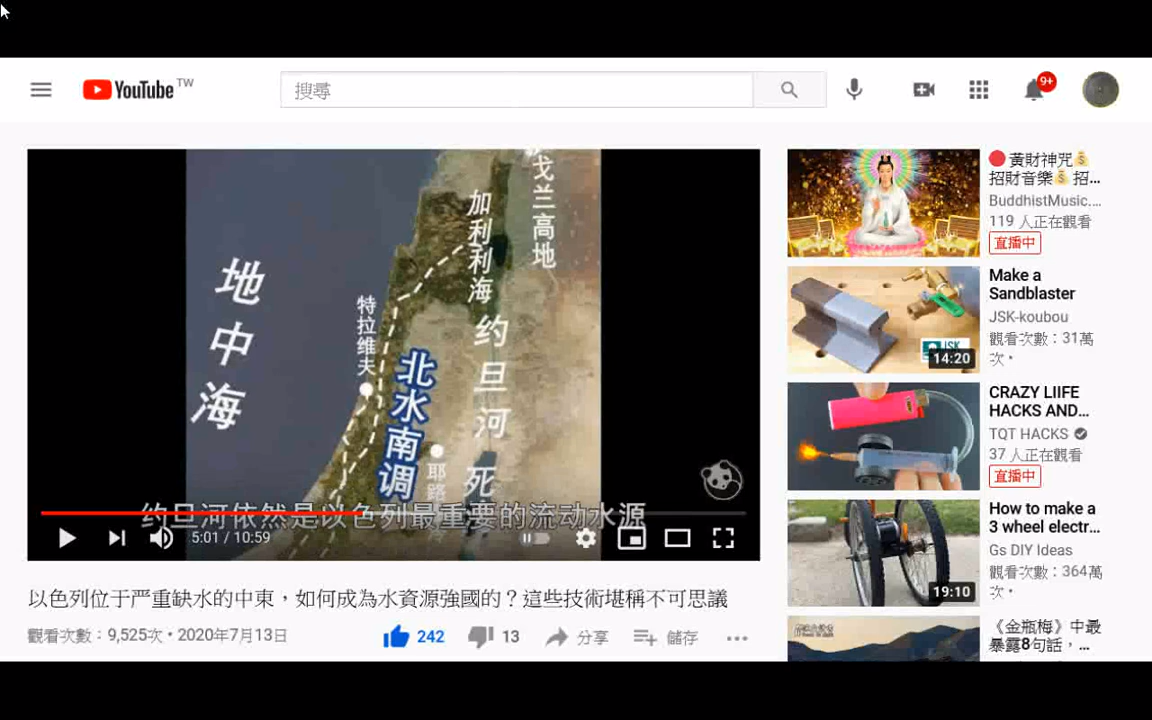 YouTube TW
搜尋
9+
戈兰高地
加利利海
约旦河
地中海
特拉维夫
北水南调
死
约旦河依然是以色列最重要的流动水源
5:01 / 10:59
以色列位于严重缺水的中東，如何成為水資源強國的？這些技術堪稱不可思議
觀看次數：9,525次 • 2020年7月13日
242
13
分享
儲存
黃財神咒
招財音樂 招...
BuddhistMusic....
119 人正在觀看
直播中
JSK
14:20
Make a
Sandblaster
JSK-koubou
觀看次數：31萬
次 •
CRAZY LIIFE
HACKS AND...
TQT HACKS
37 人正在觀看
直播中
19:10
How to make a
3 wheel electr...
Gs DIY Ideas
觀看次數：364萬
次 •
《金瓶梅》中最
暴露8句話，...